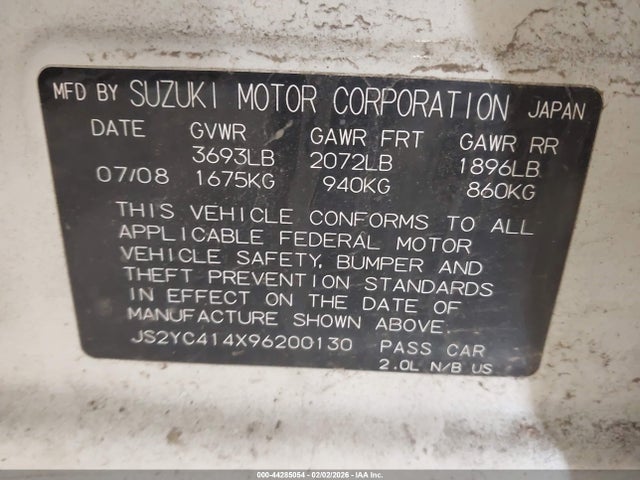 MFD BY SUZUKI MOTOR CORPORATION JAPAN
DATE GVWR GAWR FRT GAWR RR
3693LB 2072LB 1896LB
07/08 1675KG 940KG 860KG
THIS VEHICLE CONFORMS TO ALL
APPLICABLE FEDERAL MOTOR
VEHICLE SAFETY, BUMPER AND
THEFT PREVENTION STANDARDS
IN EFFECT ON THE DATE OF
MANUFACTURE SHOWN ABOVE.
JS2YC414X96200130 PASS CAR
2.0L N/B US
000-44285054 - 02/02/2026 - IAAI.COM